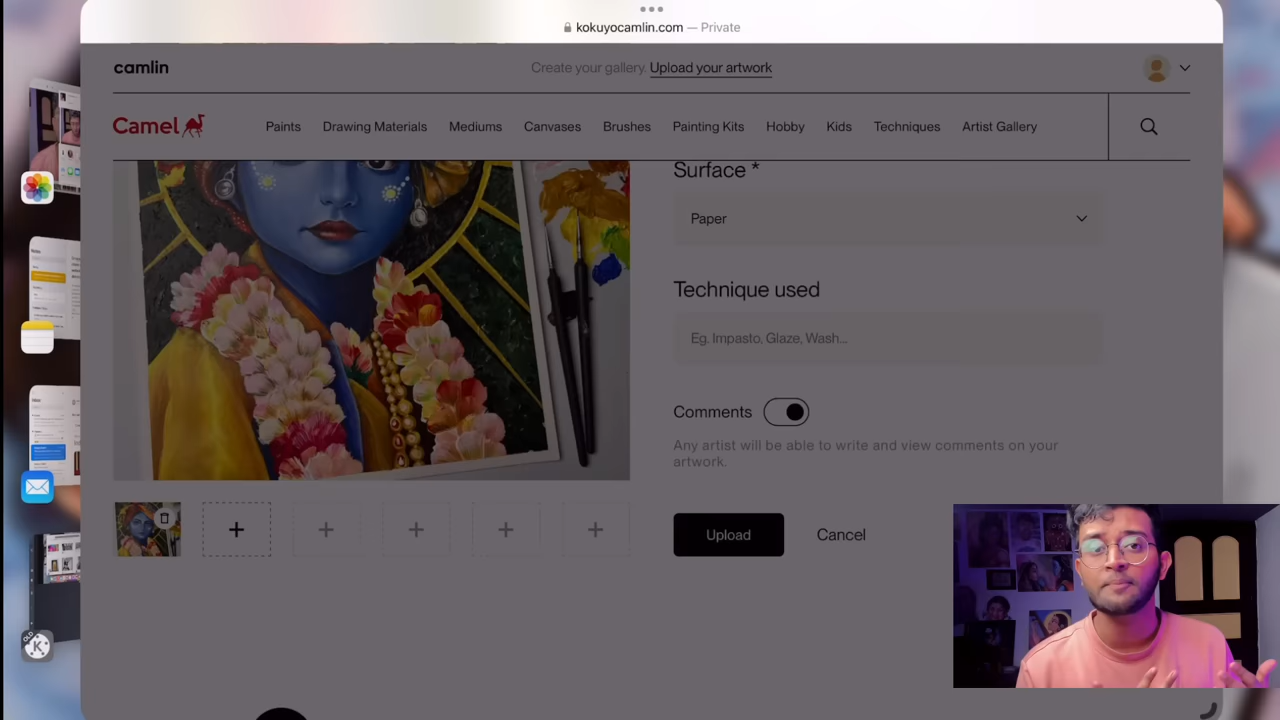 kokuyocamlin.com — Private
camlin
Create your gallery. Upload your artwork
Camel
Paints Drawing Materials Mediums Canvases Brushes Painting Kits Hobby Kids Techniques Artist Gallery
Surface *
Paper
Technique used
Eg. Impasto, Glaze, Wash...
Comments
Any artist will be able to write and view comments on your
artwork.
Upload Cancel
OLD
K